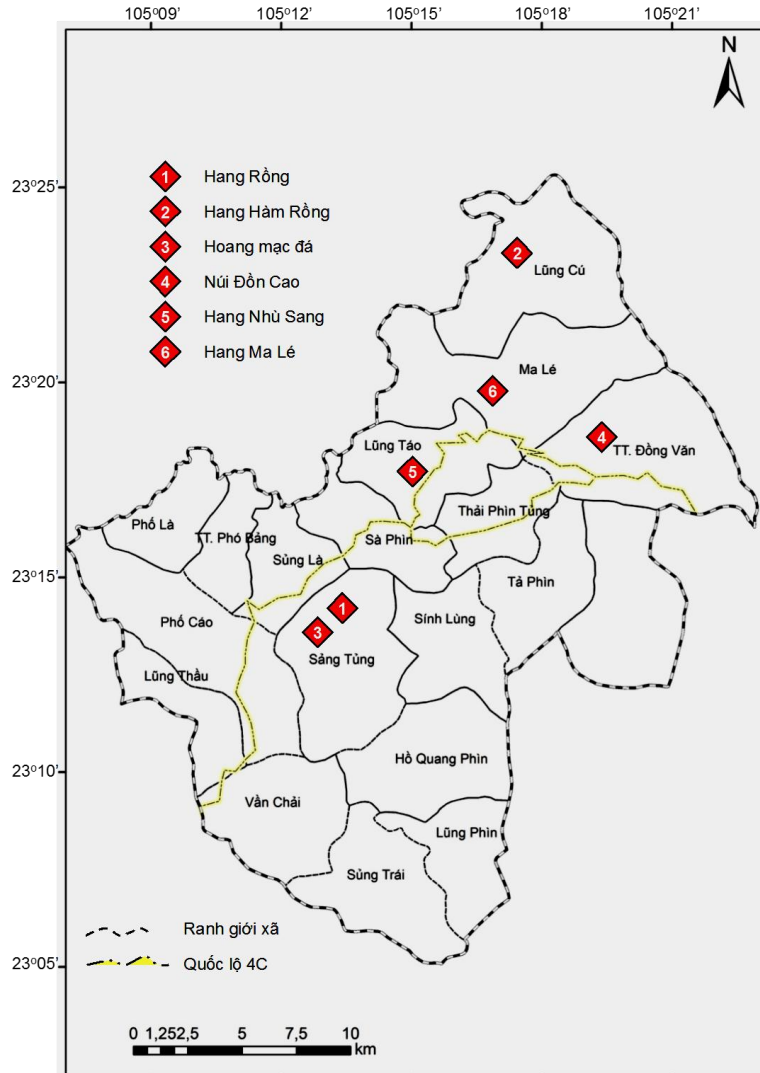 105°09' 105°12' 105°15' 105°18' 105°21'
N
23°25'
23°20'
23°15'
23°10'
23°05'
1 Hang Rồng
2 Hang Hàm Rồng
3 Hoang mạc đá
4 Núi Đồn Cao
5 Hang Nhù Sang
6 Hang Ma Lé
2
Lũng Cú
Ma Lé
6
4
Lũng Táo
TT. Đồng Văn
5
Thải Phìn Tủng
Phố Là
TT. Phó Bảng
Sà Phìn
Sủng Là
Tả Phìn
1
Phố Cáo
Sính Lùng
3
Sảng Tủng
Lũng Thầu
Hồ Quang Phìn
Vần Chải
Lũng Phìn
Sủng Trái
Ranh giới xã
Quốc lộ 4C
0 1,252,5 5 7,5 10
km